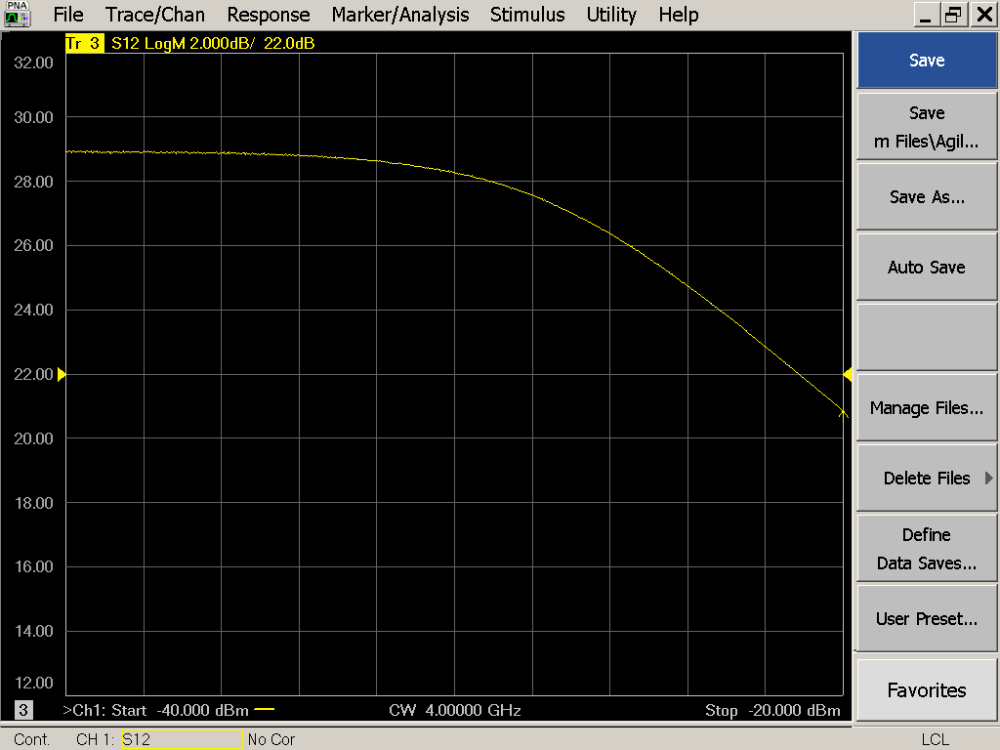 PNA File Trace/Chan Response Marker/Analysis Stimulus Utility Help
Tr 3 S12 LogM 2.000dB/ 22.0dB
32.00
30.00
28.00
26.00
24.00
22.00
20.00
18.00
16.00
14.00
12.00
3 >Ch1: Start -40.000 dBm CW 4.00000 GHz Stop -20.000 dBm
Save
Save
m Files\Agil...
Save As...
Auto Save
Manage Files...
Delete Files
Define
Data Saves...
User Preset...
Favorites
Cont. CH 1: S12 No Cor LCL